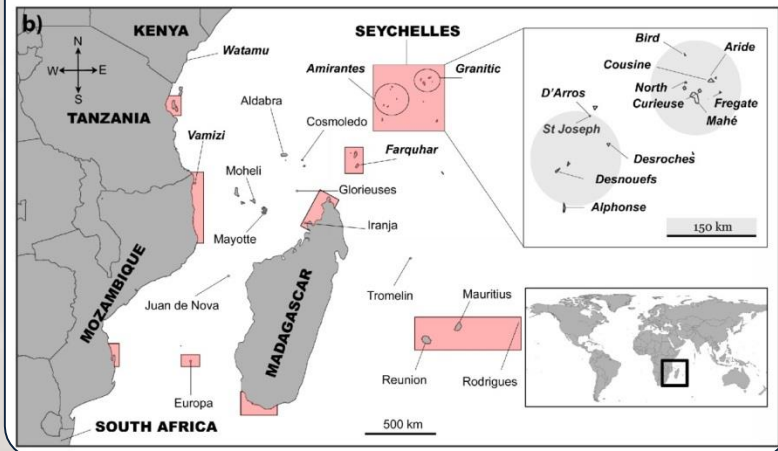 b)
KENYA
N
W E
S
Watamu
TANZANIA
Vamizi
SEYCHELLES
Amirantes
Granitic
Aldabra
Cosmoledo
Farquhar
Moheli
Glorieuses
Mayotte
Iranja
MOZAMBIQUE
Juan de Nova
MADAGASCAR
Tromelin
Mauritius
Reunion
Rodrigues
Europa
SOUTH AFRICA
500 km
Bird
Aride
Cousine
North
Curieuse
Fregate
Mahé
D'Arros
St Joseph
Desroches
Desnouefs
Alphonse
150 km